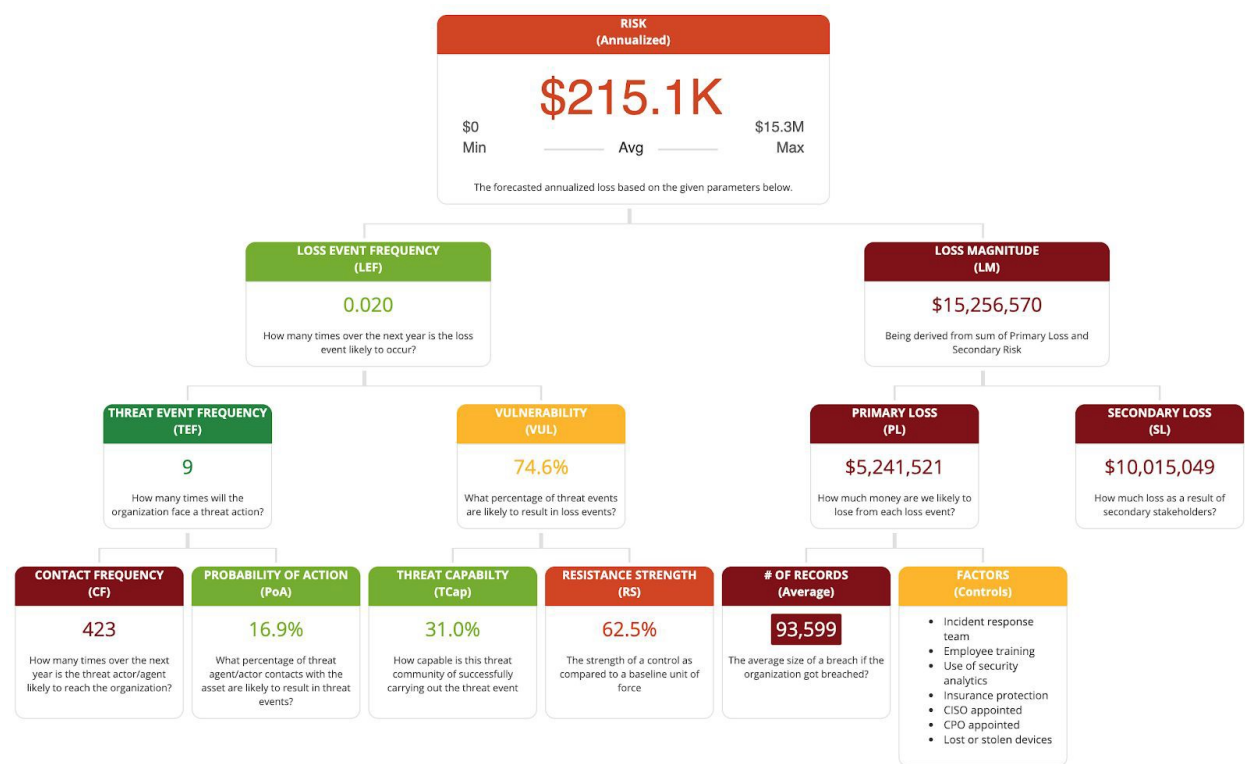 RISK
(Annualized)
$215.1K
$0
$15.3M
Min
Avg
Max
The forecasted annualized loss based on the given parameters below.
LOSS EVENT FREQUENCY
(LEF)
0.020
How many times over the next year is the loss
event likely to occur?
LOSS MAGNITUDE
(LM)
$15,256,570
Being derived from sum of Primary Loss and
Secondary Risk
THREAT EVENT FREQUENCY
(TEF)
9
How many times will the
organization face a threat action?
VULNERABILITY
(VUL)
74.6%
What percentage of threat events
are likely to result in loss events?
PRIMARY LOSS
(PL)
$5,241,521
How much money are we likely to
lose from each loss event?
SECONDARY LOSS
(SL)
$10,015,049
How much loss as a result of
secondary stakeholders?
CONTACT FREQUENCY
(CF)
423
How many times over the next
year is the threat actor/agent
likely to reach the organization?
PROBABILITY OF ACTION
(PoA)
16.9%
What percentage of threat
agent/actor contacts with the
asset are likely to result in threat
events?
THREAT CAPABILTY
(TCap)
31.0%
How capable is this threat
community of successfully
carrying out the threat event
RESISTANCE STRENGTH
(RS)
62.5%
The strength of a control as
compared to a baseline unit of
force
# OF RECORDS
(Average)
93,599
The average size of a breach if the
organization got breached?
FACTORS
(Controls)
• Incident response
team
• Employee training
• Use of security
analytics
• Insurance protection
• CISO appointed
• CPO appointed
• Lost or stolen devices